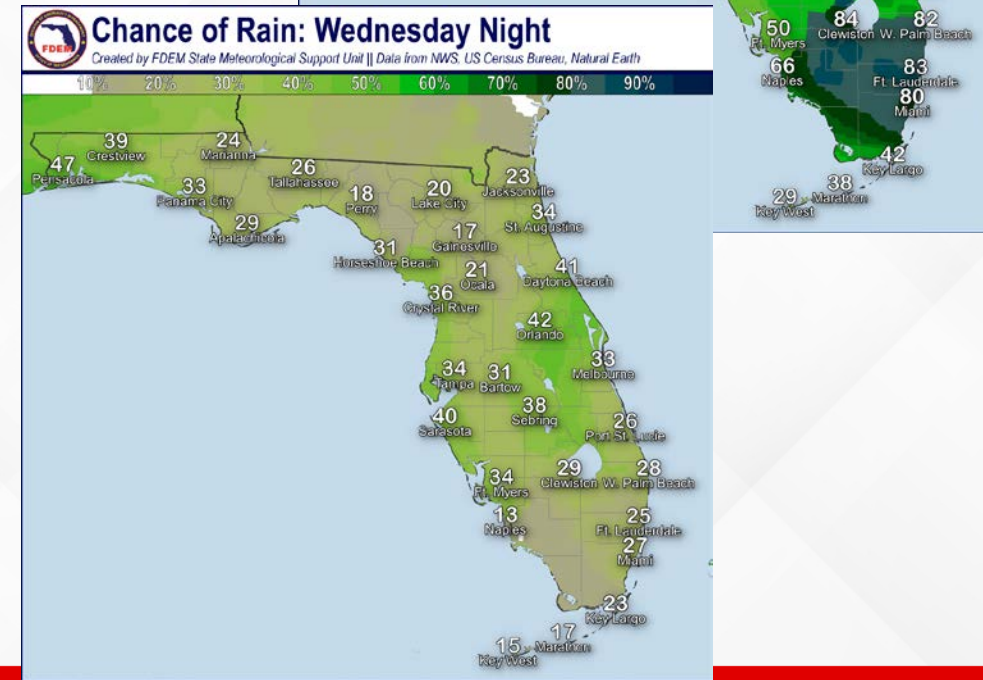 FDEM
Chance of Rain: Wednesday Night
Created by FDEM State Meteorological Support Unit || Data from NWS, US Census Bureau, Natural Earth
10% 20% 30% 40% 50% 60% 70% 80% 90%
39
Crestview
24
Marianna
47
Pensacola
26
Tallahassee
33
Panama City
18
Perry
20
Lake City
23
Jacksonville
29
Apalachicola
34
St. Augustine
17
Gainesville
31
Horseshoe Beach
21
Ocala
41
Daytona Beach
36
Crystal River
42
Orlando
34
Tampa
31
Bartow
33
Melbourne
40
Sarasota
38
Sebring
26
Port St. Lucie
34
Ft. Myers
29
Clewiston
28
W. Palm Beach
13
Naples
25
Ft. Lauderdale
27
Miami
23
Key Largo
17
Marathon
15
Key West
50
Ft. Myers
84
Clewiston
82
W. Palm Beach
66
Naples
83
Ft. Lauderdale
80
Miami
42
Key Largo
38
Marathon
29
Key West